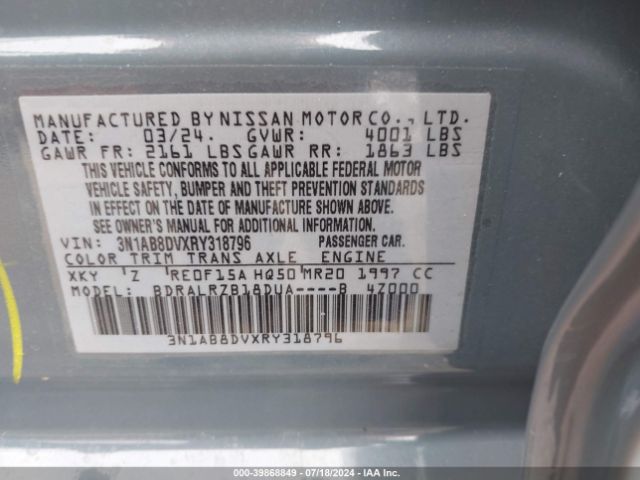 MANUFACTURED BY NISSAN MOTOR CO., LTD.
DATE: 03/24. GVWR: 4001 LBS
GAWR FR: 2161 LBS GAWR RR: 1863 LBS
THIS VEHICLE CONFORMS TO ALL APPLICABLE FEDERAL MOTOR
VEHICLE SAFETY, BUMPER AND THEFT PREVENTION STANDARDS
IN EFFECT ON THE DATE OF MANUFACTURE SHOWN ABOVE.
SEE OWNER'S MANUAL FOR ADDITIONAL INFORMATION.
VIN: 3N1AB8DVXRY318796 PASSENGER CAR.
COLOR TRIM TRANS AXLE ENGINE
XKY Z RE0F15A HQ50 MR20 1997 CC
MODEL: BDRALRZB18DUA----B 4Z000
3N1AB8DVXRY318796
000-39868849 / 07/18/2024 - IAA Inc.